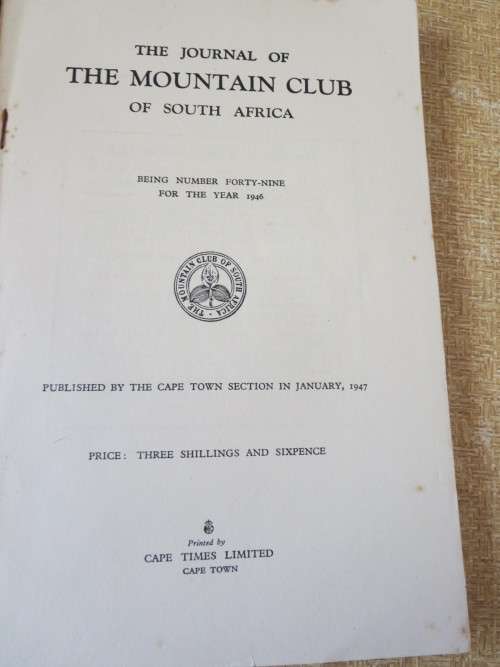 THE JOURNAL OF
THE MOUNTAIN CLUB
OF SOUTH AFRICA
BEING NUMBER FORTY-NINE
FOR THE YEAR 1946
THE MOUNTAIN CLUB OF SOUTH AFRICA
PUBLISHED BY THE CAPE TOWN SECTION IN JANUARY, 1947
PRICE: THREE SHILLINGS AND SIXPENCE
Printed by
CAPE TIMES LIMITED
CAPE TOWN